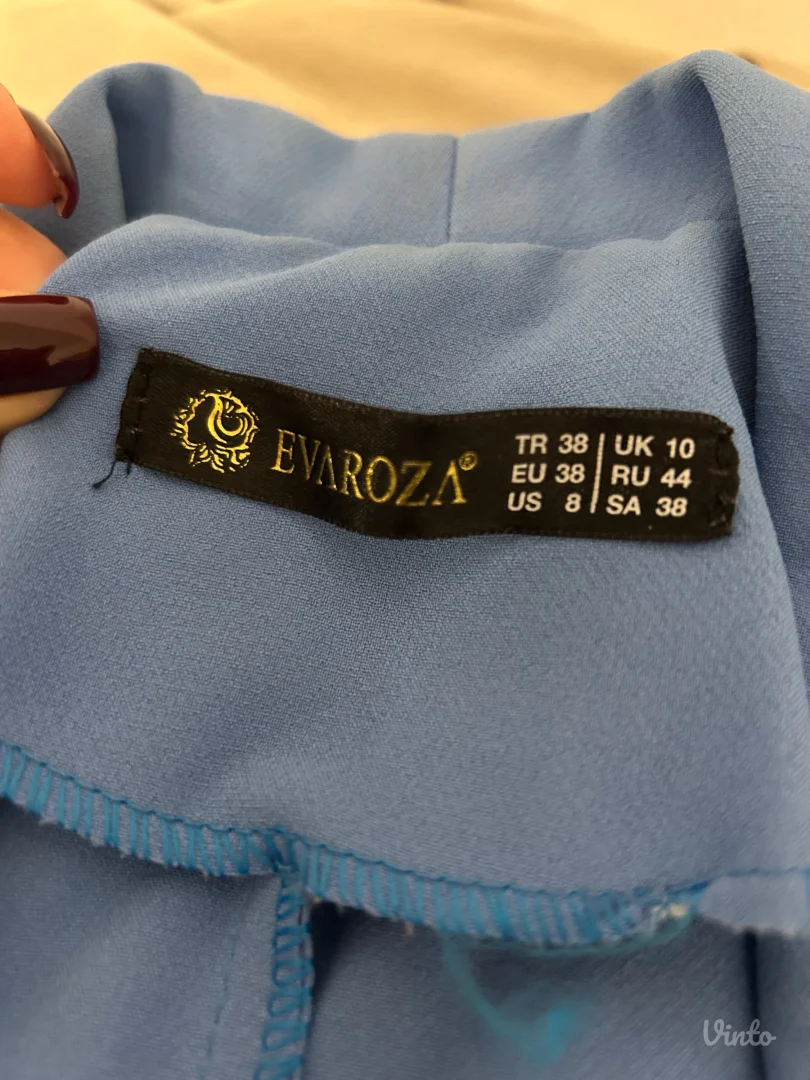 EVAROZA®
TR 38 | UK 10
EU 38 | RU 44
US 8 | SA 38
Vinto